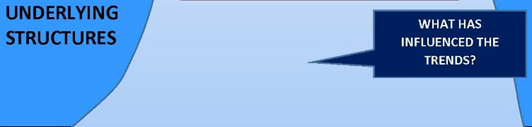 UNDERLYING
STRUCTURES
WHAT HAS
INFLUENCED THE
TRENDS?